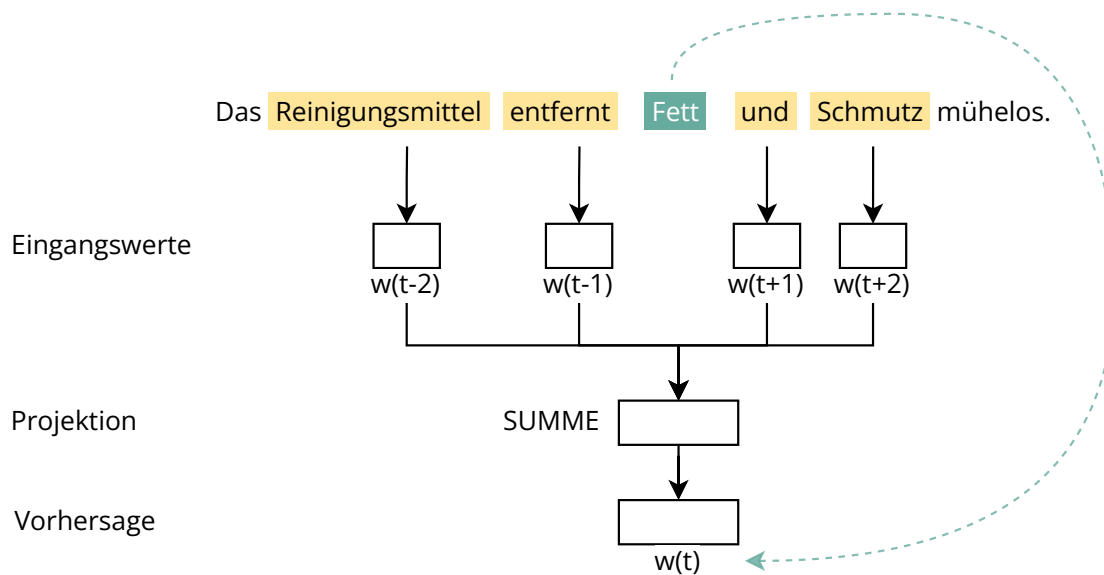 Das Reinigungsmittel entfernt Fett und Schmutz mühelos.
Eingangswerte
w(t-2) w(t-1) w(t+1) w(t+2)
Projektion SUMME
Vorhersage
w(t)